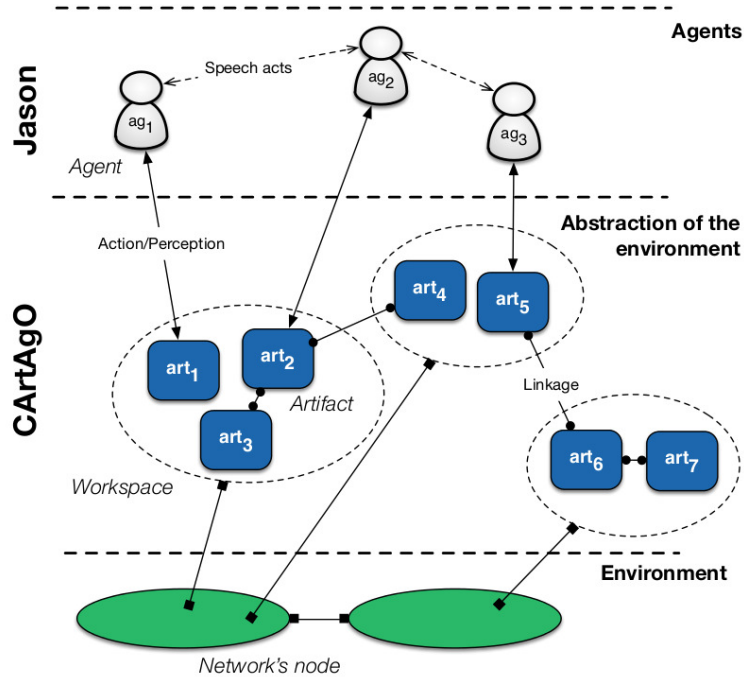 Agents
Jason
Speech acts
ag1
ag2
ag3
Agent
Abstraction of the
environment
Action/Perception
CArtAgO
art4
art5
art1
art2
Artifact
art3
Linkage
art6
art7
Workspace
Environment
Network's node